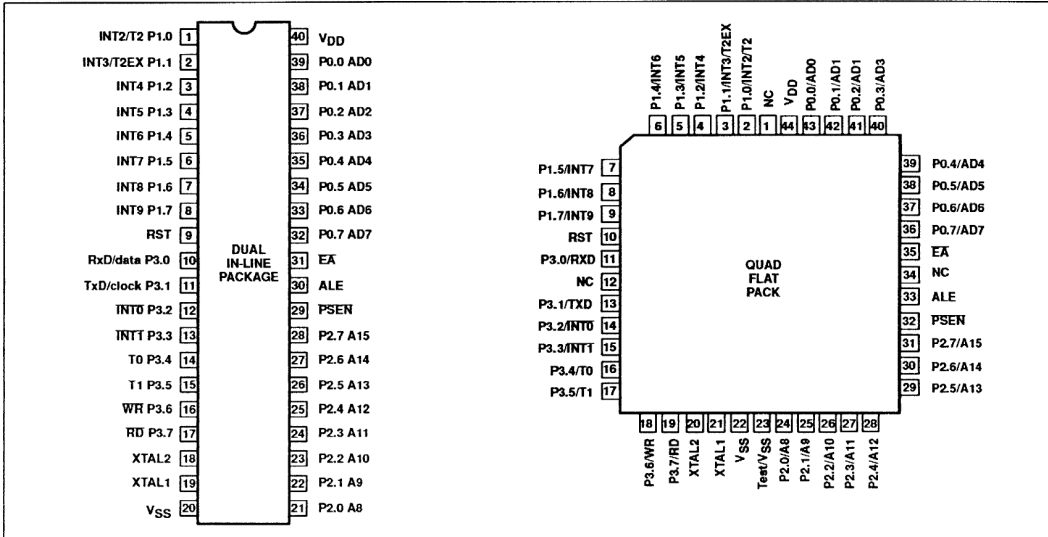 INT2/T2 P1.0 1 40 VDD
INT3/T2EX P1.1 2 39 P0.0 AD0
INT4 P1.2 3 38 P0.1 AD1
INT5 P1.3 4 37 P0.2 AD2
INT6 P1.4 5 36 P0.3 AD3
INT7 P1.5 6 35 P0.4 AD4
INT8 P1.6 7 34 P0.5 AD5
INT9 P1.7 8 33 P0.6 AD6
RST 9 32 P0.7 AD7
RxD/data P3.0 10 31 EA
TxD/clock P3.1 11 30 ALE
INT0 P3.2 12 29 PSEN
INT1 P3.3 13 28 P2.7 A15
T0 P3.4 14 27 P2.6 A14
T1 P3.5 15 26 P2.5 A13
WR P3.6 16 25 P2.4 A12
RD P3.7 17 24 P2.3 A11
XTAL2 18 23 P2.2 A10
XTAL1 19 22 P2.1 A9
VSS 20 21 P2.0 A8
DUAL
IN-LINE
PACKAGE
P1.4/INT6
P1.3/INT5
P1.2/INT4
P1.1/INT3/T2EX
P1.0/INT2/T2
NC
VDD
P0.0/AD0
P0.1/AD1
P0.2/AD1
P0.3/AD3
6 5 4 3 2 1 44 43 42 41 40
P1.5/INT7 7
P1.6/INT8 8
P1.7/INT9 9
RST 10
P3.0/RXD 11
NC 12
P3.1/TXD 13
P3.2/INT0 14
P3.3/INT1 15
P3.4/T0 16
P3.5/T1 17
QUAD
FLAT
PACK
39 P0.4/AD4
38 P0.5/AD5
37 P0.6/AD6
36 P0.7/AD7
35 EA
34 NC
33 ALE
32 PSEN
31 P2.7/A15
30 P2.6/A14
29 P2.5/A13
18 19 20 21 22 23 24 25 26 27 28
P3.6/WR
P3.7/RD
XTAL2
XTAL1
VSS
Test/VSS
P2.0/A8
P2.1/A9
P2.2/A10
P2.3/A11
P2.4/A12